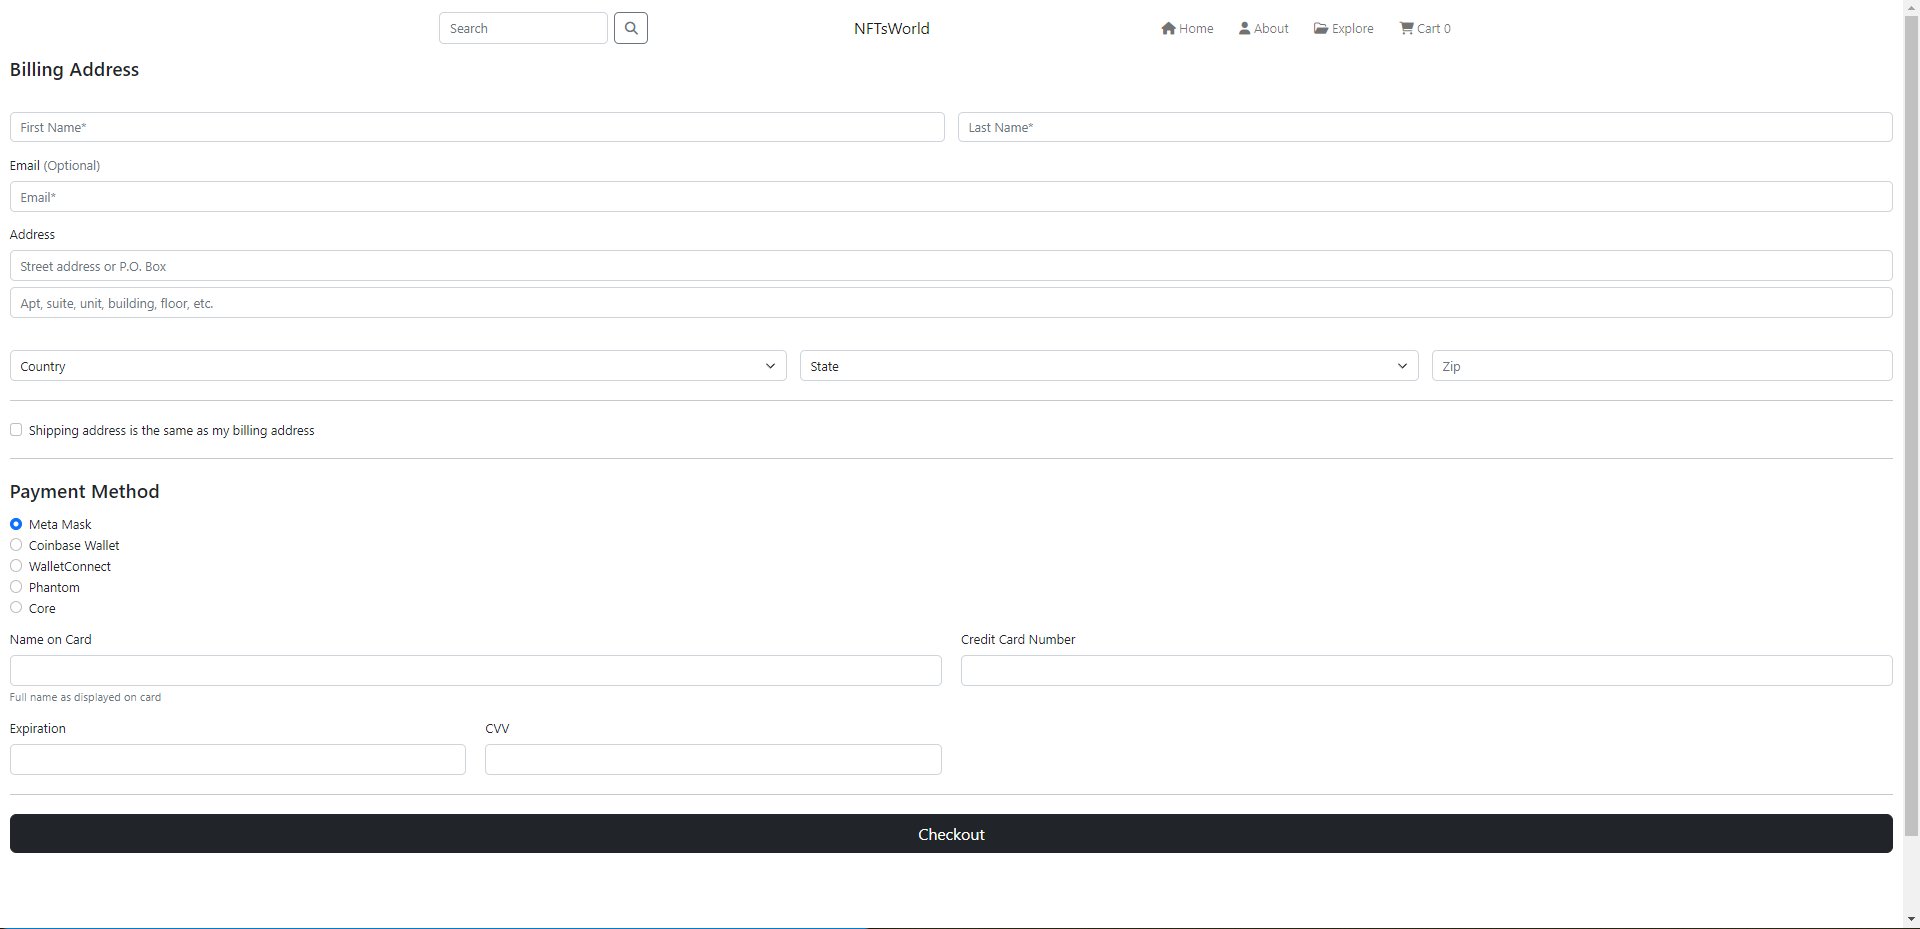 Search
NFTsWorld
Home
About
Explore
Cart 0
Billing Address
First Name*
Last Name*
Email (Optional)
Email*
Address
Street address or P.O. Box
Apt, suite, unit, building, floor, etc.
Country
State
Zip
Shipping address is the same as my billing address
Payment Method
Meta Mask
Coinbase Wallet
WalletConnect
Phantom
Core
Name on Card
Credit Card Number
Full name as displayed on card
Expiration
CVV
Checkout